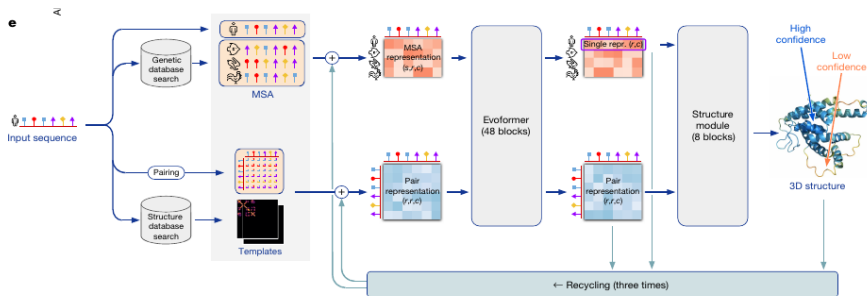 e
High
confidence
Low
confidence
Genetic
database
search
MSA
MSA
representation
(s,r,c)
Single repr. (r,c)
Input sequence
Evoformer
(48 blocks)
Structure
module
(8 blocks)
Pairing
Pair
representation
(r,r,c)
Pair
representation
(r,r,c)
3D structure
Structure
database
search
Templates
← Recycling (three times)